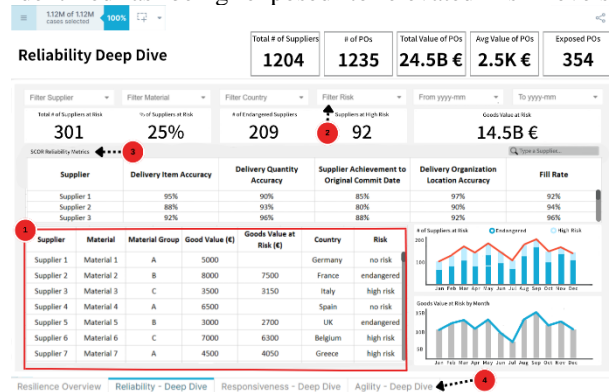 1.12M of 1.12M
cases selected
100%
Reliability Deep Dive
Total # of Suppliers
1204
# of POs
1235
Total Value of POs
24.5B €
Avg Value of POs
2.5K €
Exposed POs
354
Filter Supplier
Filter Material
Filter Country
Filter Risk
From yyyy-mm
To yyyy-mm
Total # of Suppliers at Risk
301
% of Suppliers at Risk
25%
# of Endangered Suppliers
209
Suppliers at High Risk
92
Goods Value at Risk
14.5B €
2
SCOR Reliability Metrics
3
Type a Supplier...
Supplier Delivery Item Accuracy Delivery Quantity Accuracy Supplier Achievement to Original Commit Date Delivery Organization Location Accuracy Fill Rate
Supplier 1 95% 90% 85% 97% 92%
Supplier 2 88% 93% 80% 90% 94%
Supplier 3 92% 96% 88% 92% 96%
1
Supplier Material Material Group Good Value (€) Goods Value at Risk (€) Country Risk
Supplier 1 Material 1 A 5000 Germany no risk
Supplier 2 Material 2 B 8000 7500 France endangered
Supplier 3 Material 3 C 3500 3150 Italy high risk
Supplier 4 Material 4 A 6500 Spain no risk
Supplier 5 Material 5 B 3000 2700 UK endangered
Supplier 6 Material 6 C 7000 6300 Belgium high risk
Supplier 7 Material 7 A 4500 4050 Greece high risk
# of Suppliers at Risk
Endangered
High Risk
200
100
Jan Feb Mar Apr May Jun Jul Aug Sep Oct Nov Dec
Goods Value at Risk by Month
Jan Feb Mar Apr May Jun Jul Aug Sep Oct Nov Dec
Resilience Overview
Reliability - Deep Dive
Responsiveness - Deep Dive
Agility - Deep Dive
4